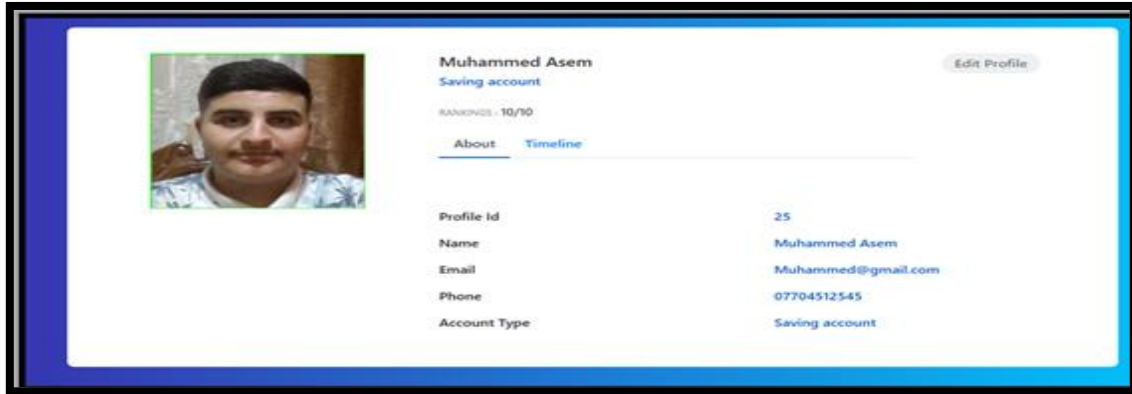 Muhammed Asem
Edit Profile
Saving account
RANKINGS : 10/10
About Timeline
Profile Id 25
Name Muhammed Asem
Email Muhammed@gmail.com
Phone 07704512545
Account Type Saving account